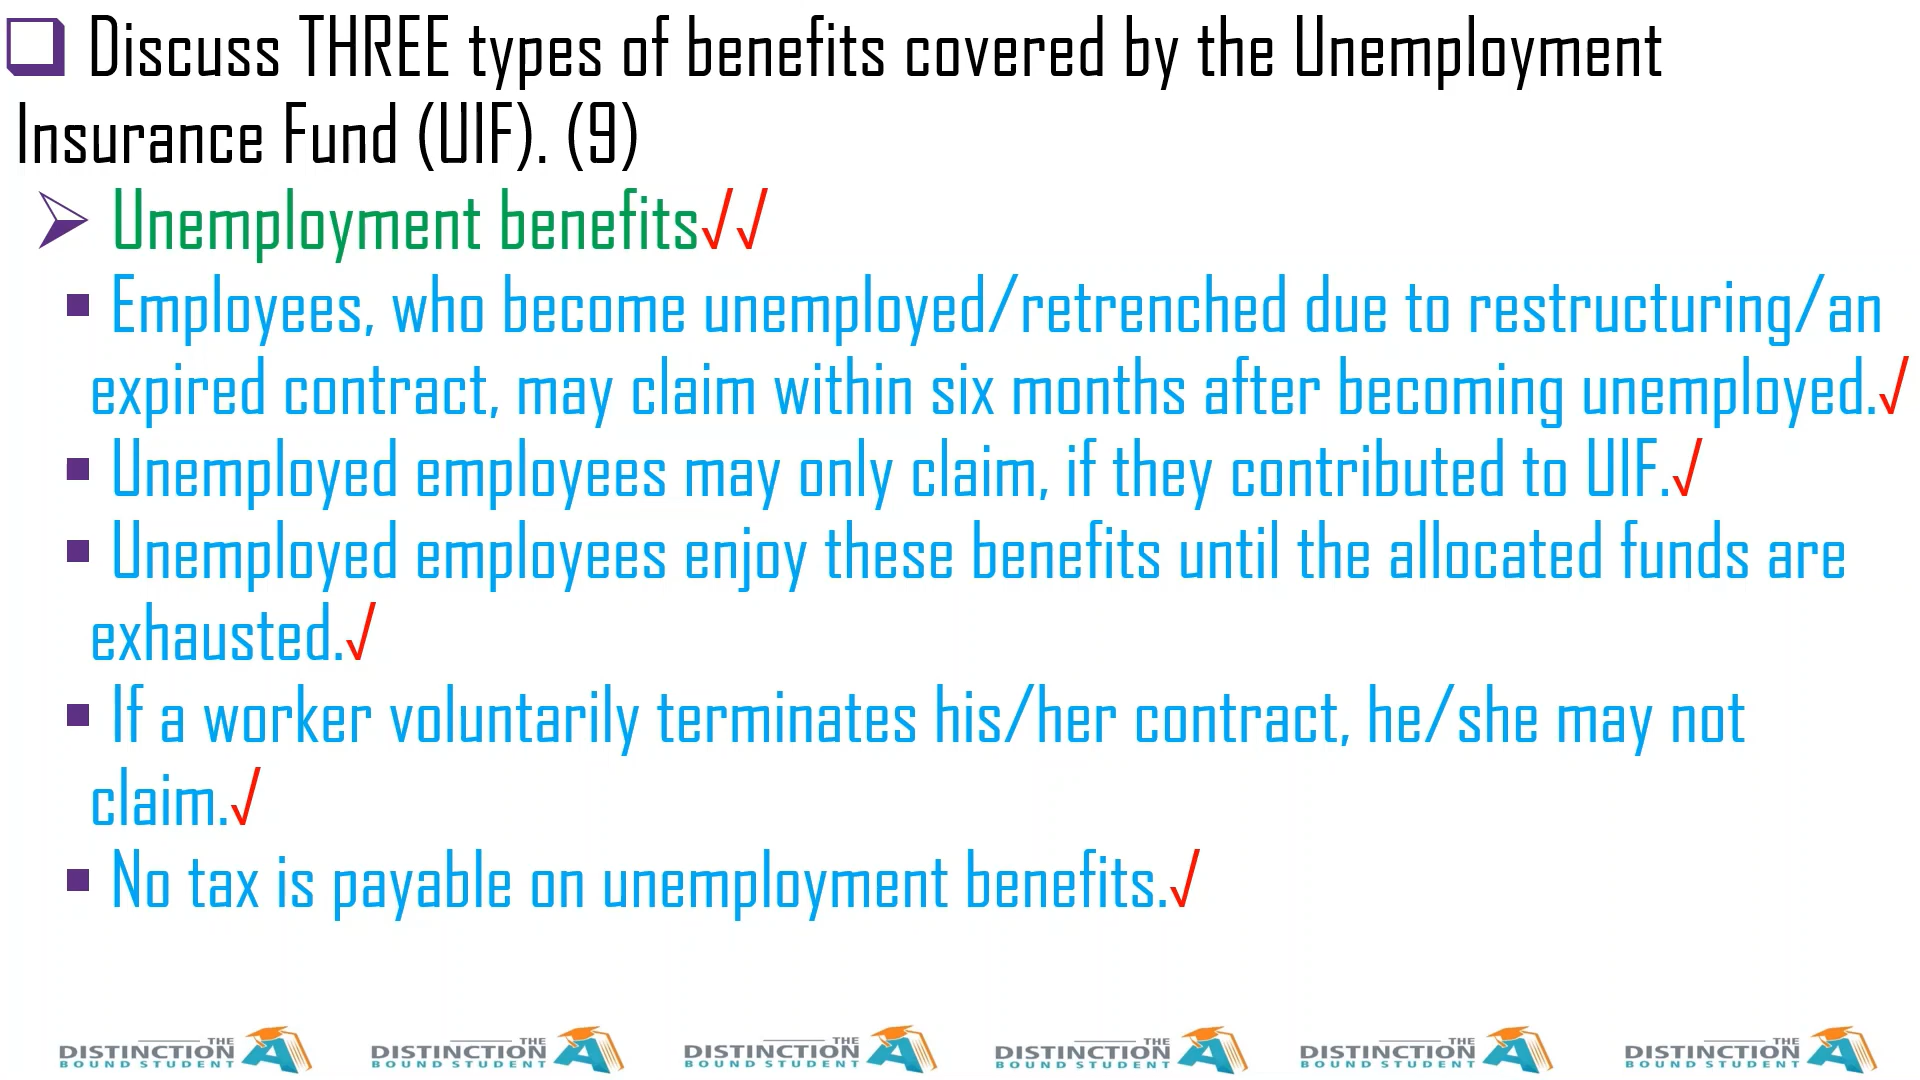 Discuss THREE types of benefits covered by the Unemployment
Insurance Fund (UIF). (9)
Unemployment benefits√√
Employees, who become unemployed/retrenched due to restructuring/an
expired contract, may claim within six months after becoming unemployed.√
Unemployed employees may only claim, if they contributed to UIF.√
Unemployed employees enjoy these benefits until the allocated funds are
exhausted.√
If a worker voluntarily terminates his/her contract, he/she may not
claim.√
No tax is payable on unemployment benefits.√
THE DISTINCTION BOUND STUDENT
THE DISTINCTION BOUND STUDENT
THE DISTINCTION BOUND STUDENT
THE DISTINCTION BOUND STUDENT
THE DISTINCTION BOUND STUDENT
THE DISTINCTION BOUND STUDENT